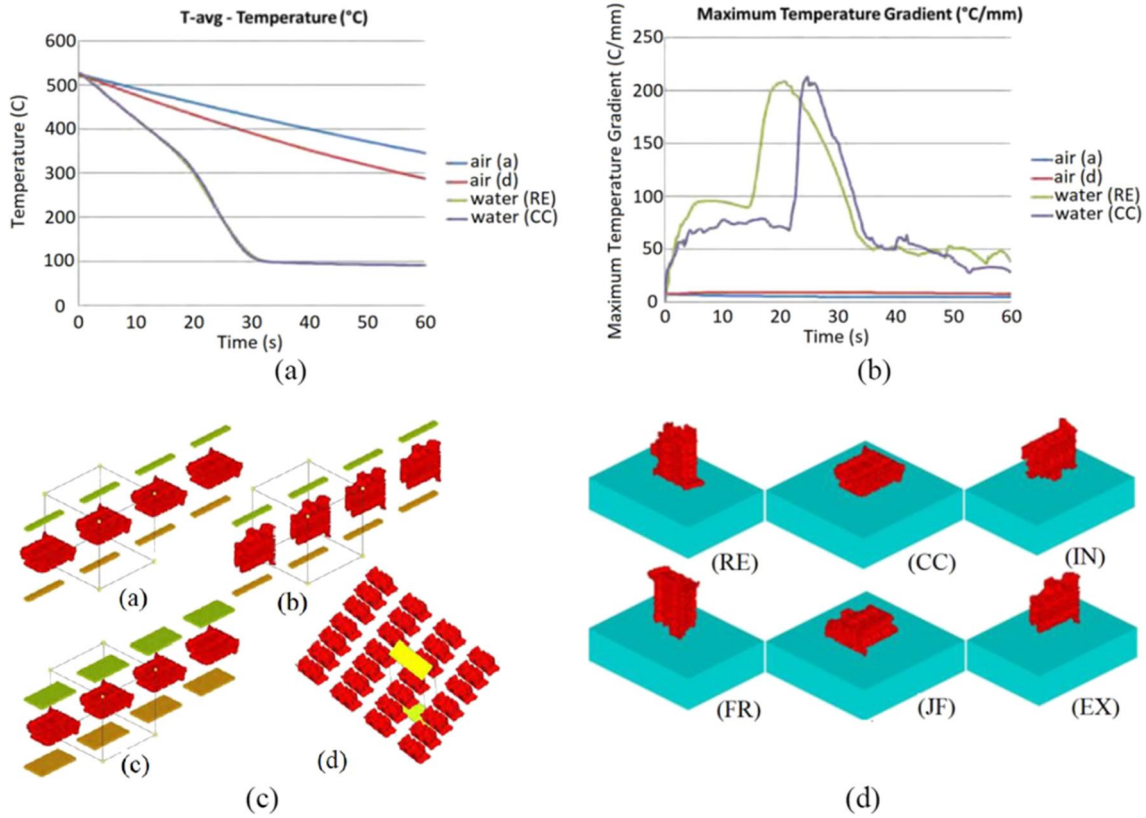 T-avg - Temperature (°C)
600
500
400
300
200
100
0
Temperature (C)
0 10 20 30 40 50 60
Time (s)
air (a)
air (d)
water (RE)
water (CC)
(a)
Maximum Temperature Gradient (°C/mm)
250
200
150
100
50
0
Maximum Temperature Gradient (C/mm)
0 10 20 30 40 50 60
Time (s)
air (a)
air (d)
water (RE)
water (CC)
(b)
(a) (b)
(c) (d)
(c)
(RE) (CC) (IN)
(FR) (JF) (EX)
(d)